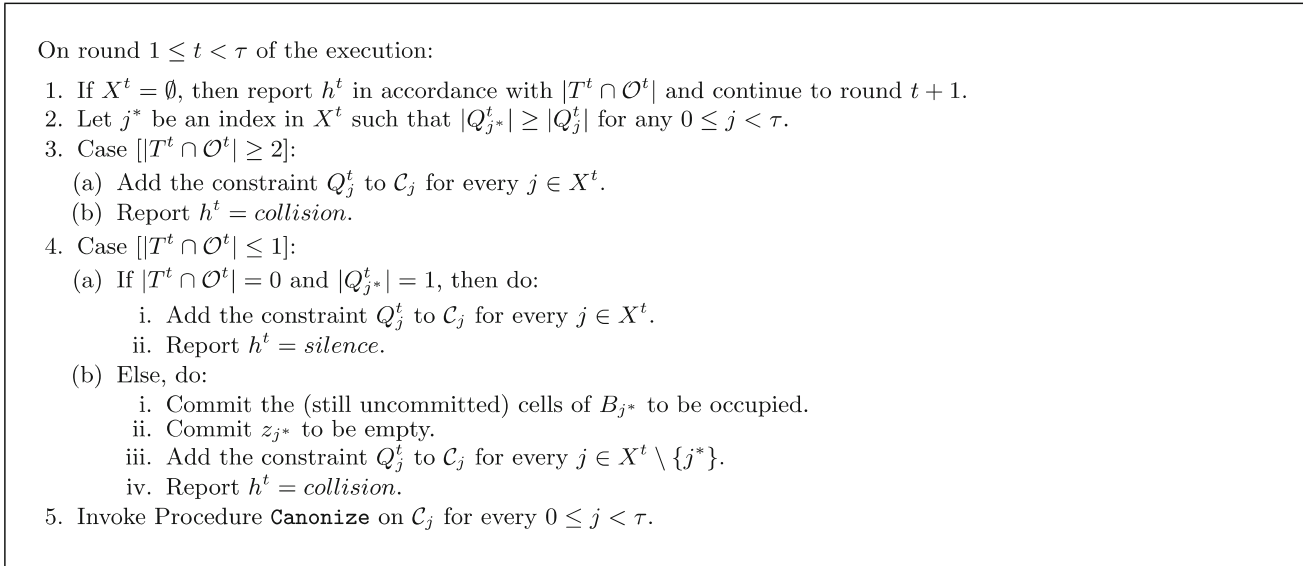 On round 1 ≤ t < τ of the execution:
1. If X^t = ∅, then report h^t in accordance with |T^t ∩ 𝒪^t| and continue to round t + 1.
2. Let j* be an index in X^t such that |Q^t_{j*}| ≥ |Q^t_j| for any 0 ≤ j < τ.
3. Case [|T^t ∩ 𝒪^t| ≥ 2]:
(a) Add the constraint Q^t_j to 𝒞_j for every j ∈ X^t.
(b) Report h^t = collision.
4. Case [|T^t ∩ 𝒪^t| ≤ 1]:
(a) If |T^t ∩ 𝒪^t| = 0 and |Q^t_{j*}| = 1, then do:
i. Add the constraint Q^t_j to 𝒞_j for every j ∈ X^t.
ii. Report h^t = silence.
(b) Else, do:
i. Commit the (still uncommitted) cells of B_{j*} to be occupied.
ii. Commit z_{j*} to be empty.
iii. Add the constraint Q^t_j to 𝒞_j for every j ∈ X^t \ {j*}.
iv. Report h^t = collision.
5. Invoke Procedure Canonize on 𝒞_j for every 0 ≤ j < τ.